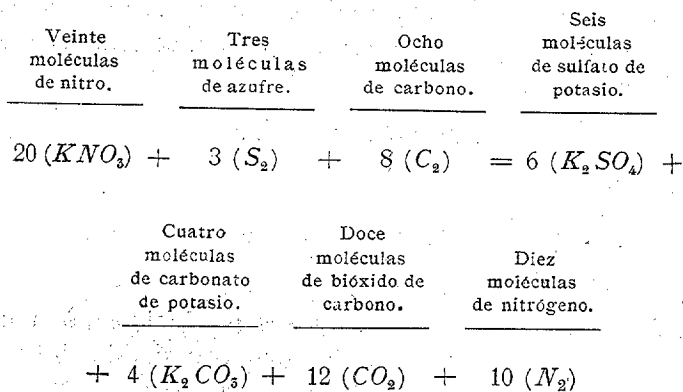 Veinte moléculas de nitro.
Tres moléculas de azufre.
Ocho moléculas de carbono.
Seis moléculas de sulfato de potasio.
20 (KNO₃) + 3 (S₂) + 8 (C₂) = 6 (K₂SO₄) +
Cuatro moléculas de carbonato de potasio.
Doce moléculas de bióxido de carbono.
Diez moléculas de nitrógeno.
+ 4 (K₂CO₃) + 12 (CO₂) + 10 (N₂)